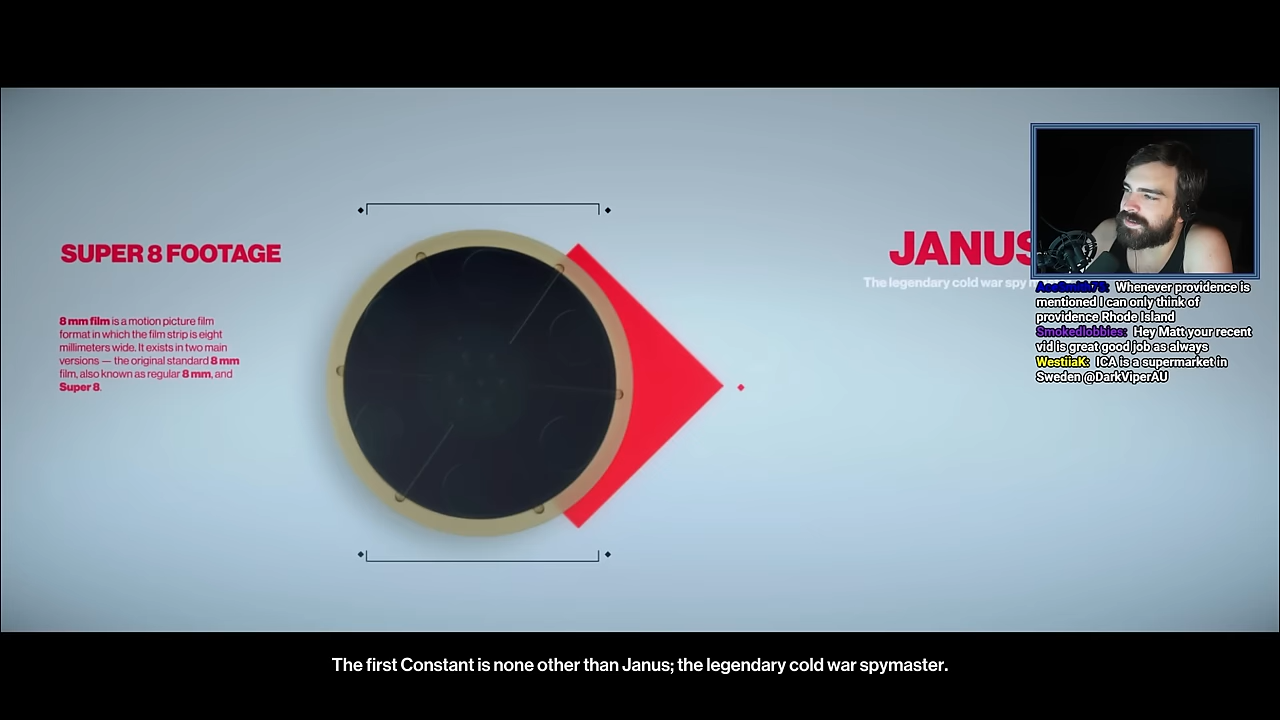 SUPER 8 FOOTAGE
8 mm film is a motion picture film
format in which the film strip is eight
millimeters wide. It exists in two main
versions — the original standard 8 mm
film, also known as regular 8 mm, and
Super 8.
JANUS
The legendary cold war spy
Whenever providence is
mentioned I can only think of
providence Rhode Island
Smokedlobbies: Hey Matt your recent
vid is great good job as always
WestiiaK: ICA is a supermarket in
Sweden @DarkViperAU
The first Constant is none other than Janus; the legendary cold war spymaster.